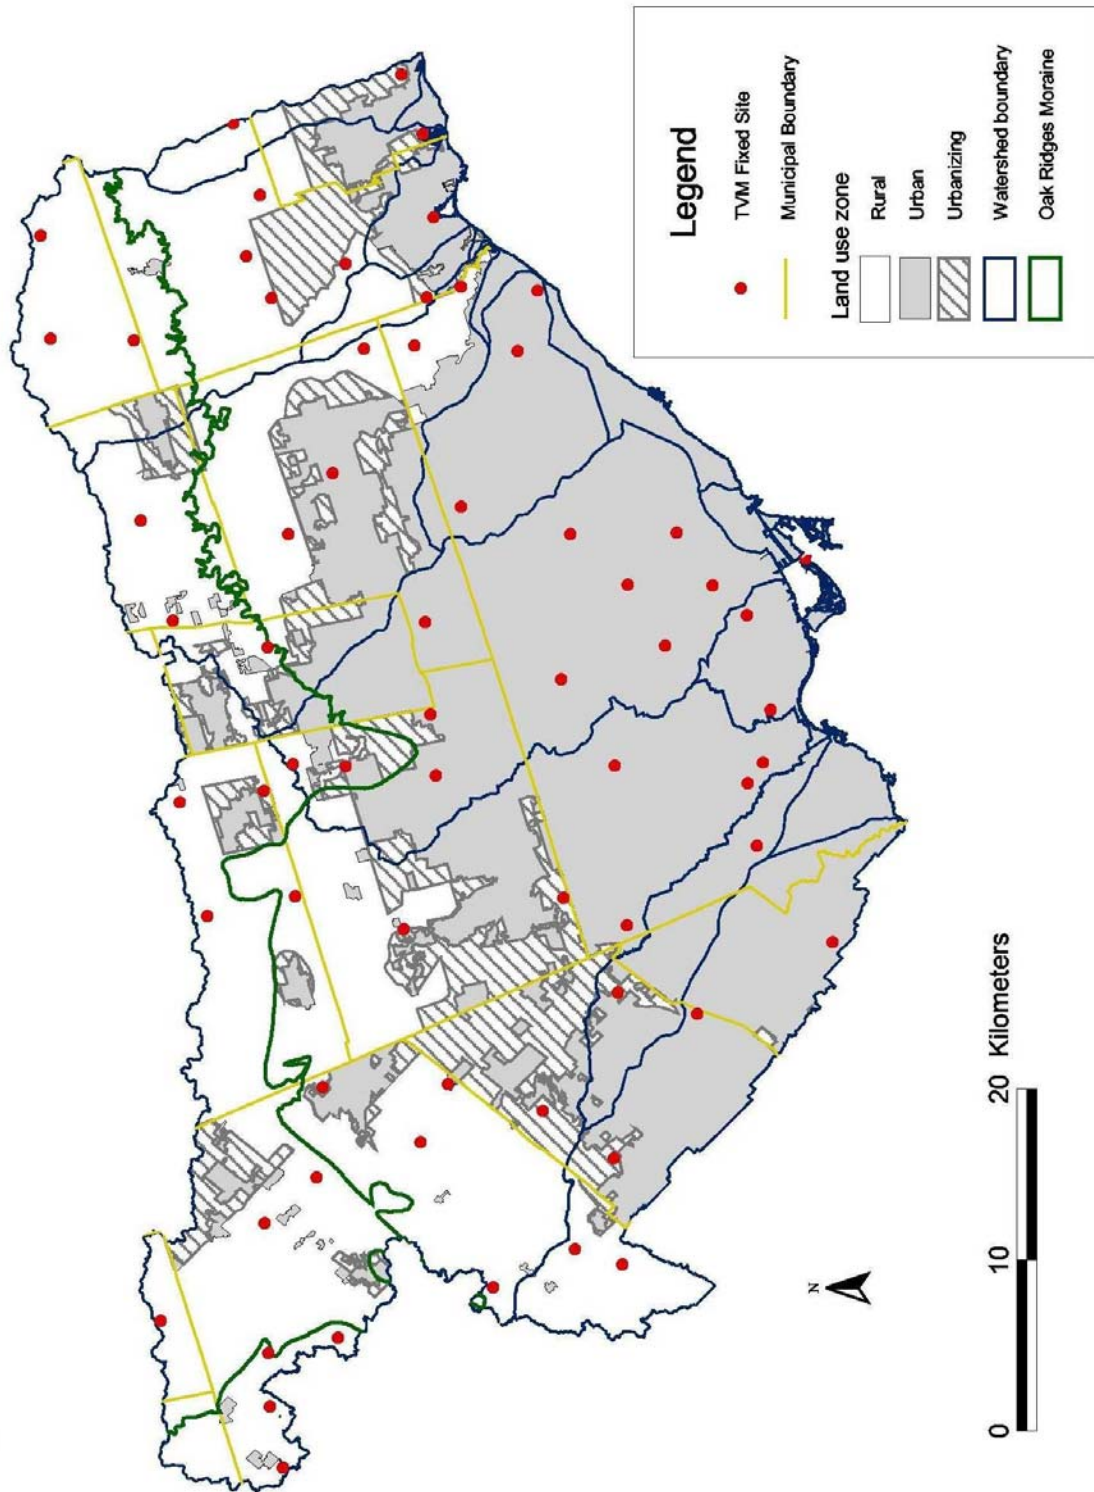 Legend
TVM Fixed Site
Municipal Boundary
Land use zone
Rural
Urban
Urbanizing
Watershed boundary
Oak Ridges Moraine
N
0 10 20 Kilometers